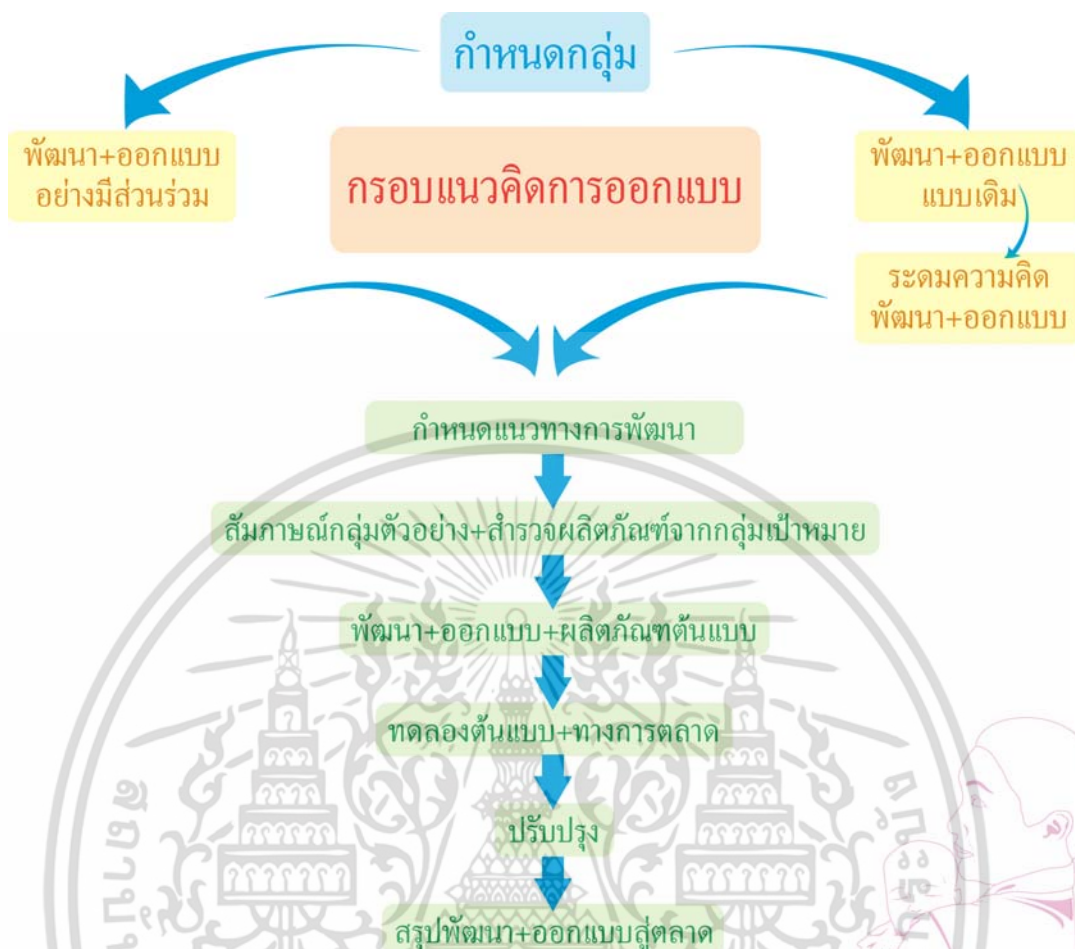 กำหนดกลุ่ม
พัฒนา+ออกแบบ
อย่างมีส่วนร่วม
กรอบแนวคิดการออกแบบ
พัฒนา+ออกแบบ
แบบเดิม
ระดมความคิด
พัฒนา+ออกแบบ
กำหนดแนวทางการพัฒนา
สัมภาษณ์กลุ่มตัวอย่าง+สำรวจผลิตภัณฑ์จากกลุ่มเป้าหมาย
พัฒนา+ออกแบบ+ผลิตภัณฑต้นแบบ
ทดลองต้นแบบ+ทางการตลาด
ปรับปรุง
สรุปพัฒนา+ออกแบบสู่ตลาด